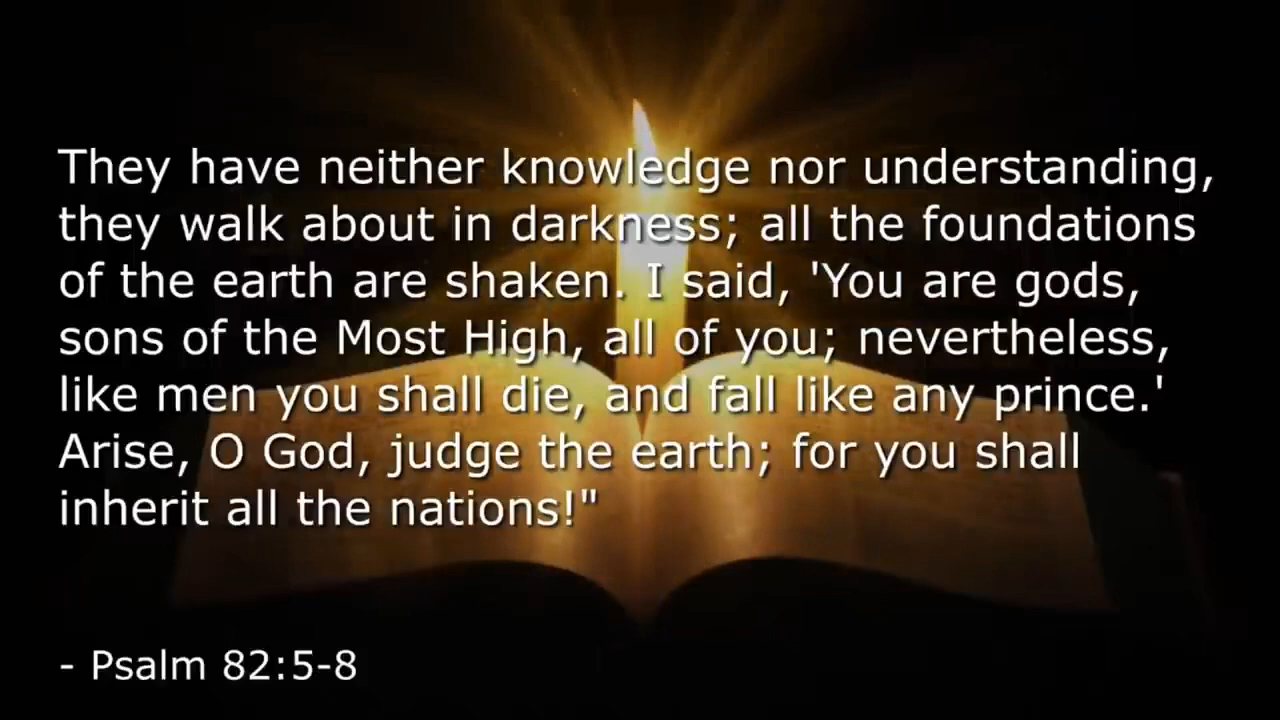 They have neither knowledge nor understanding,
they walk about in darkness; all the foundations
of the earth are shaken. I said, 'You are gods,
sons of the Most High, all of you; nevertheless,
like men you shall die, and fall like any prince.'
Arise, O God, judge the earth; for you shall
inherit all the nations!"
- Psalm 82:5-8